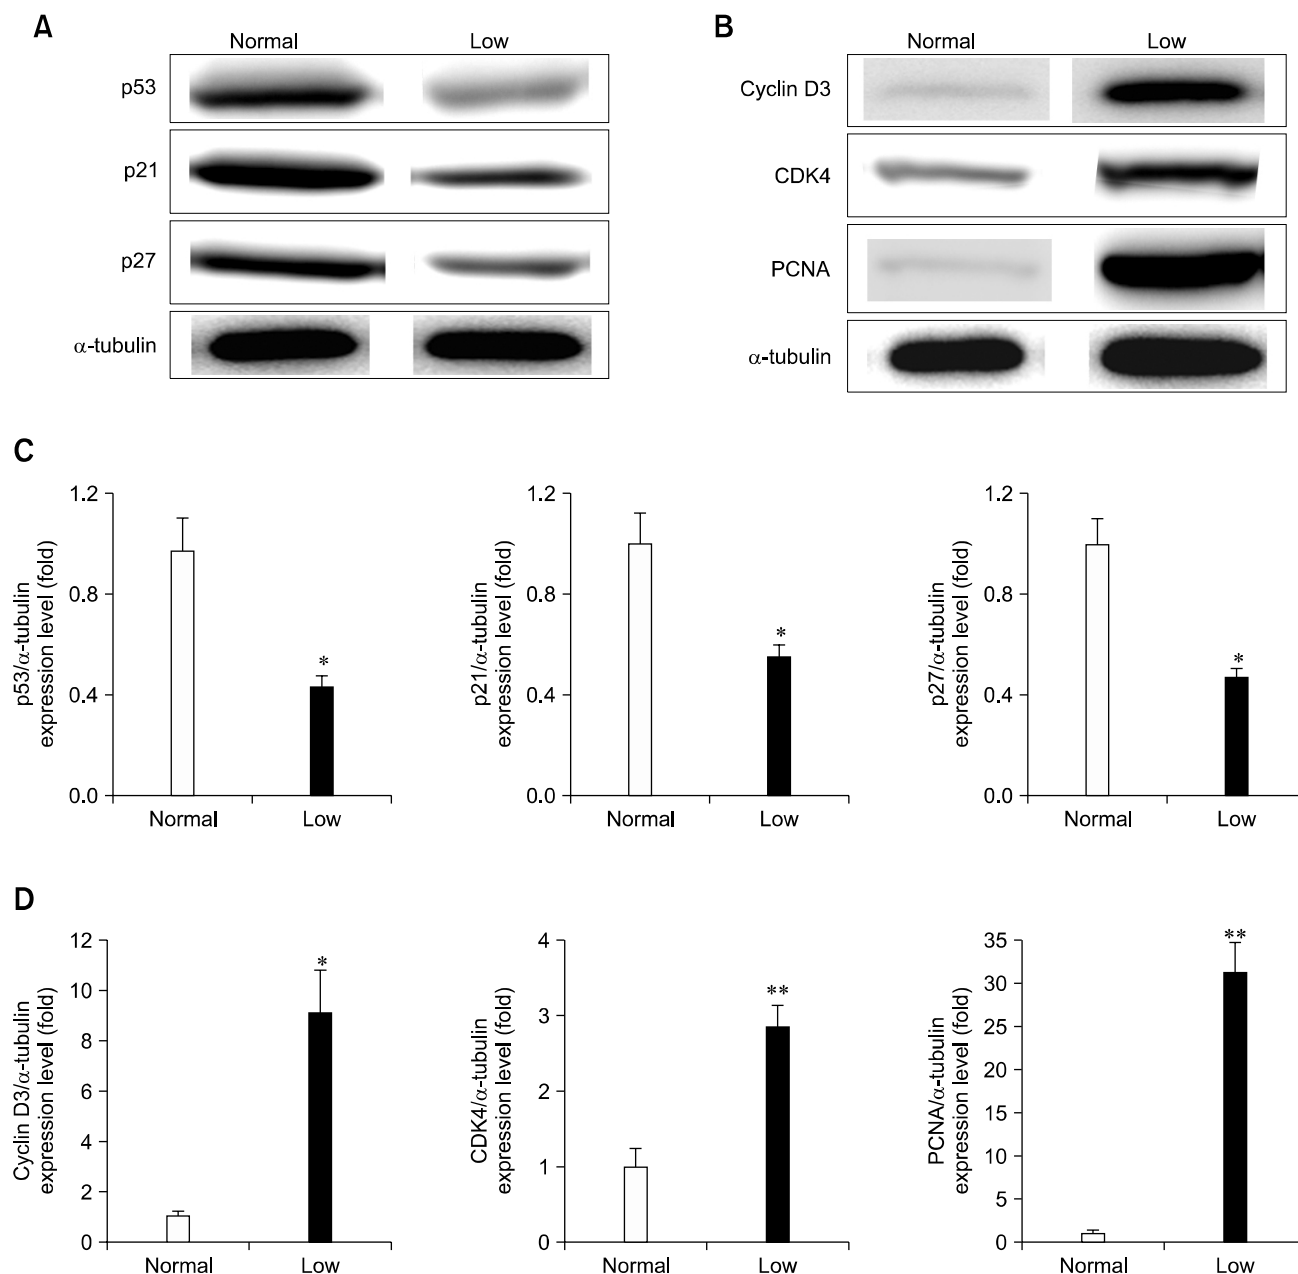 A
Normal Low
p53
p21
p27
α-tubulin
B
Normal Low
Cyclin D3
CDK4
PCNA
α-tubulin
C
p53/α-tubulin
expression level (fold)
1.2
0.8
0.4
0.0
*
Normal Low
p21/α-tubulin
expression level (fold)
1.2
0.8
0.4
0.0
*
Normal Low
p27/α-tubulin
expression level (fold)
1.2
0.8
0.4
0.0
*
Normal Low
D
Cyclin D3/α-tubulin
expression level (fold)
12
10
8
6
4
2
0
*
Normal Low
CDK4/α-tubulin
expression level (fold)
4
3
2
1
0
**
Normal Low
PCNA/α-tubulin
expression level (fold)
35
30
25
20
15
10
5
0
**
Normal Low